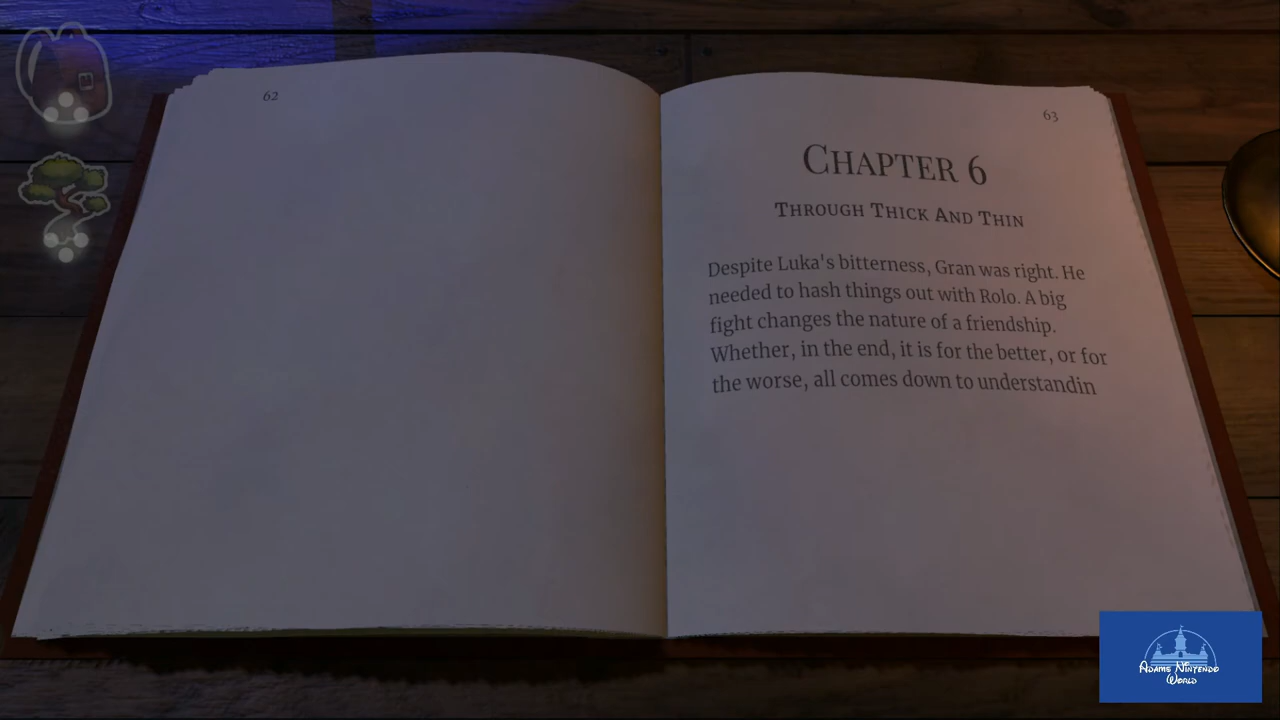 62
63
Chapter 6
Through Thick And Thin
Despite Luka's bitterness, Gran was right. He
needed to hash things out with Rolo. A big
fight changes the nature of a friendship.
Whether, in the end, it is for the better, or for
the worse, all comes down to understandin
Adams Nintendo
World